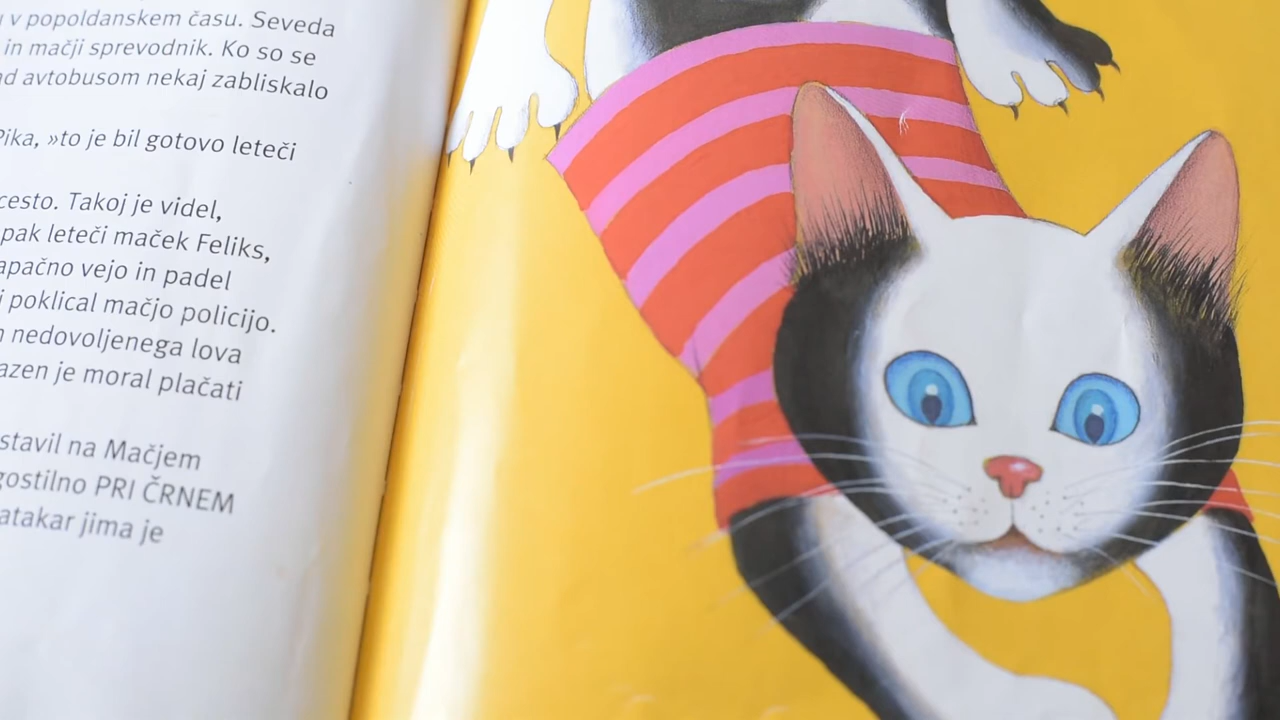 v popoldanskem času. Seveda
in mačji sprevodnik. Ko so se
avtobusom nekaj zabliskalo
Pika, »to je bil gotovo leteči
cesto. Takoj je videl,
pak leteči maček Feliks,
apačno vejo in padel
poklical mačjo policijo.
nedovoljenega lova
azen je moral plačati
stavil na Mačjem
gostilno PRI ČRNEM
atakar jima je